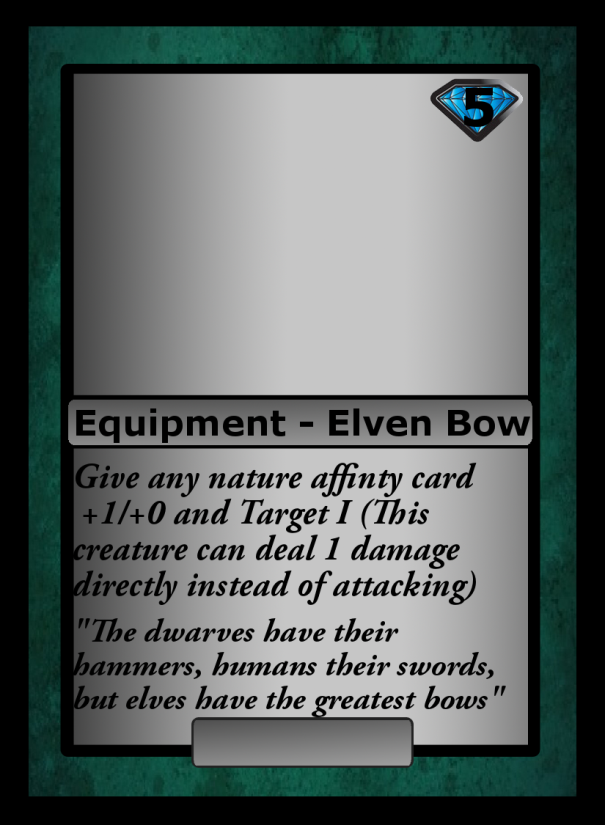 5
Equipment - Elven Bow
Give any nature affinty card
+1/+0 and Target I (This
creature can deal 1 damage
directly instead of attacking)
"The dwarves have their
hammers, humans their swords,
but elves have the greatest bows"